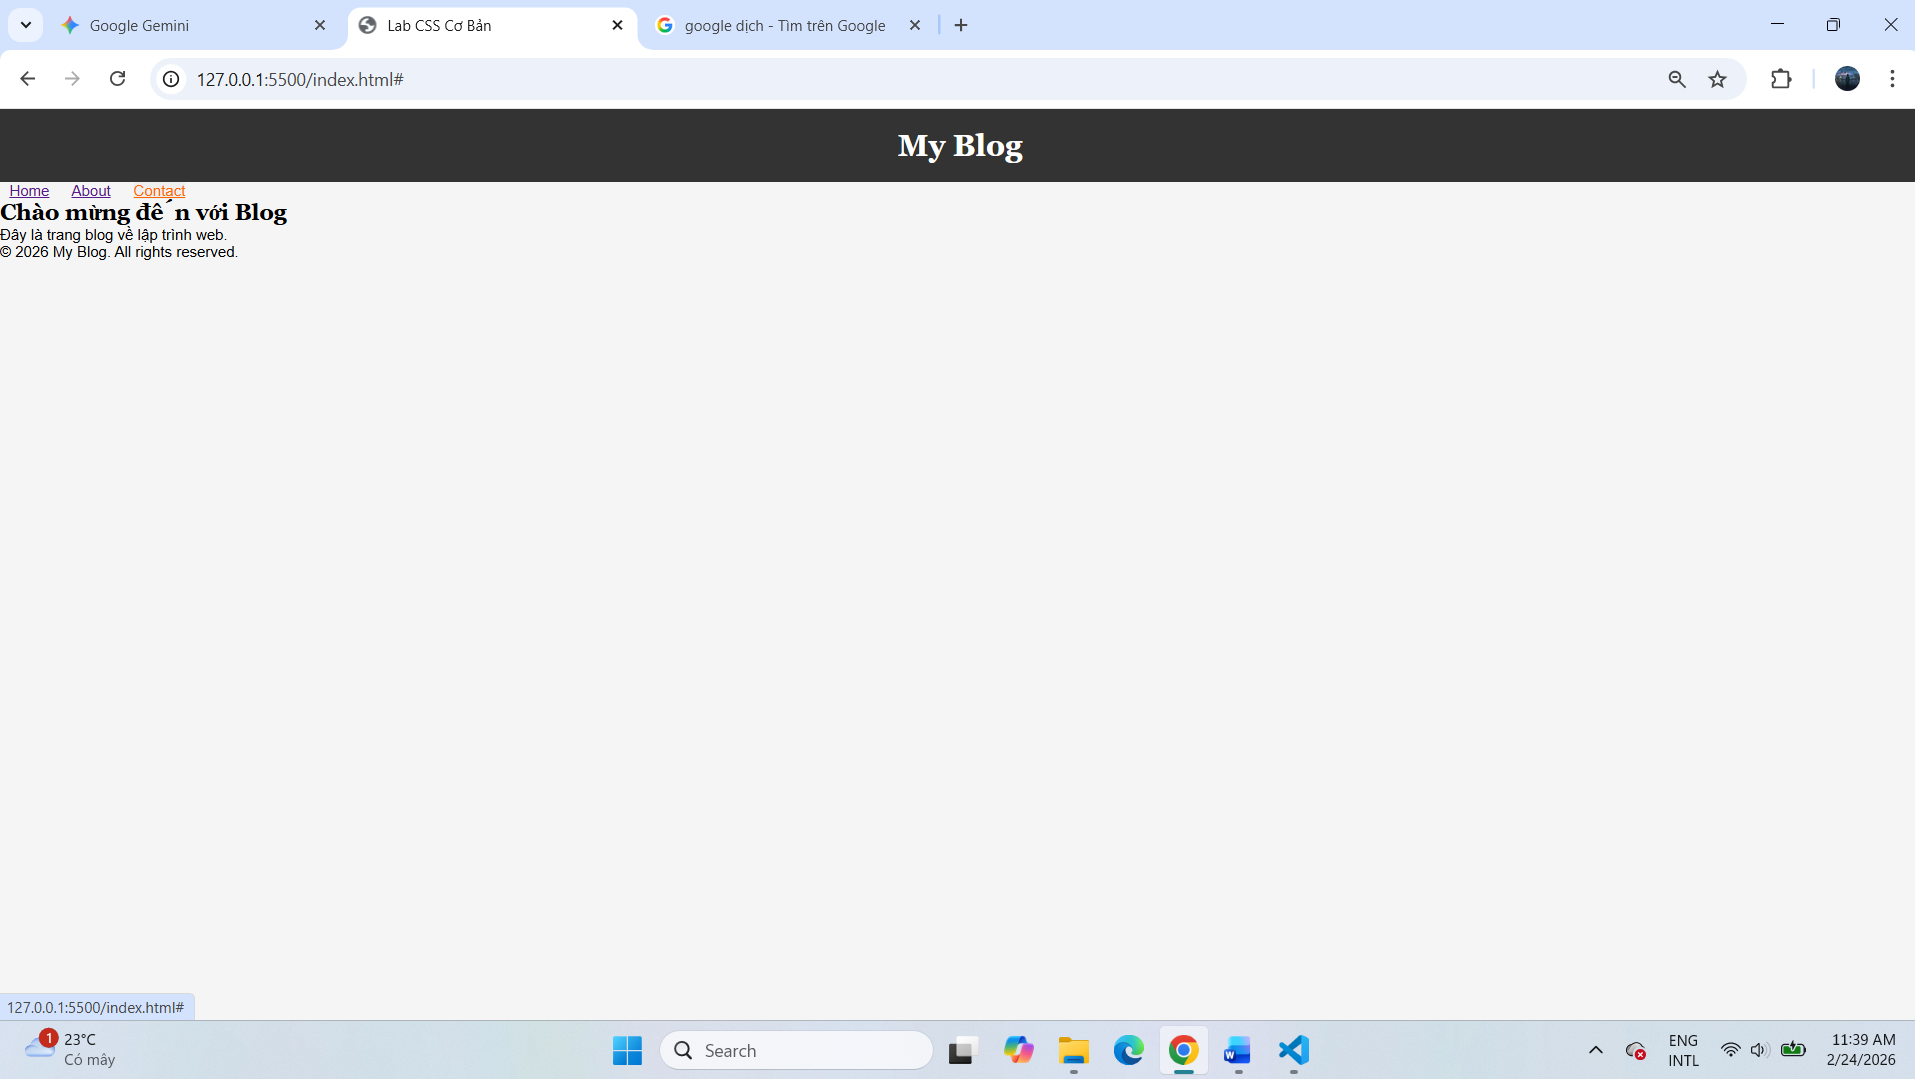 Google Gemini
Lab CSS Cơ Bản
google dịch - Tìm trên Google
127.0.0.1:5500/index.html#
My Blog
Home About Contact
Chào mừng đến với Blog
Đây là trang blog về lập trình web.
© 2026 My Blog. All rights reserved.
127.0.0.1:5500/index.html#
1
23°C
Có mây
Search
ENG
INTL
11:39 AM
2/24/2026